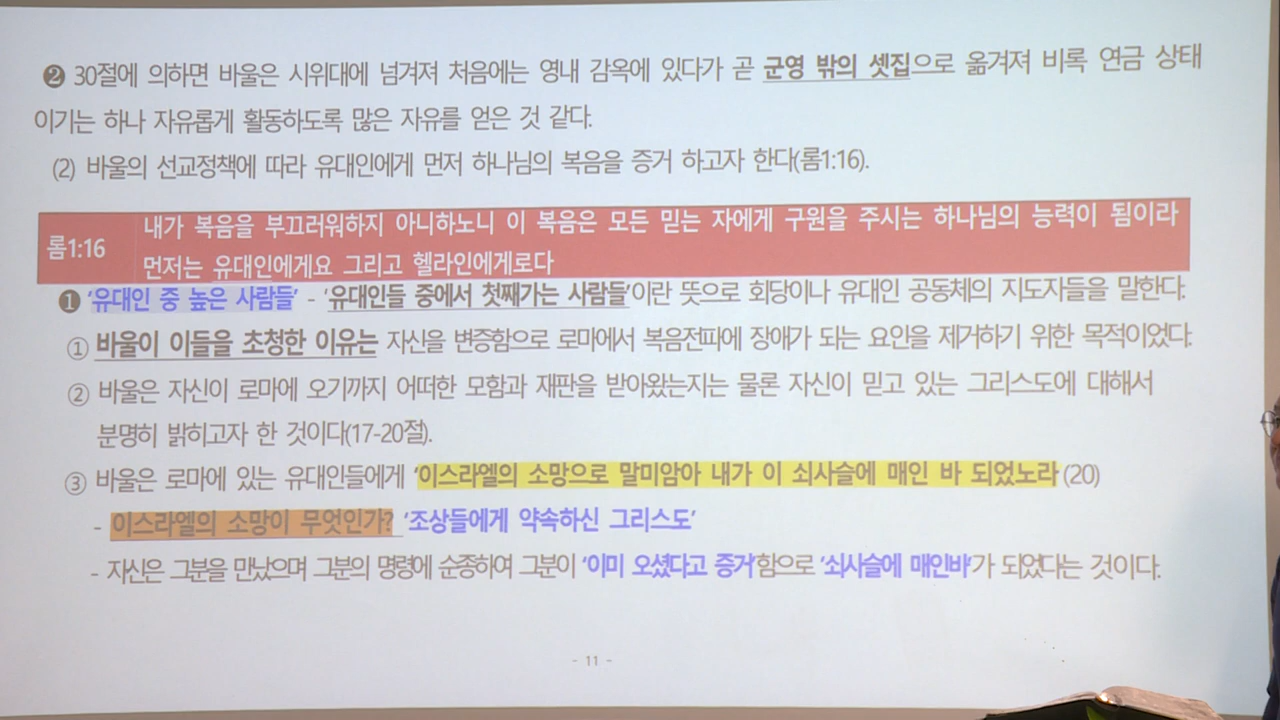 ❷ 30절에 의하면 바울은 시위대에 넘겨져 처음에는 영내 감옥에 있다가 곧 군영 밖의 셋집으로 옮겨져 비록 연금 상태
이기는 하나 자유롭게 활동하도록 많은 자유를 얻은 것 같다.
(2) 바울의 선교정책에 따라 유대인에게 먼저 하나님의 복음을 증거 하고자 한다(롬1:16).
롬1:16
내가 복음을 부끄러워하지 아니하노니 이 복음은 모든 믿는 자에게 구원을 주시는 하나님의 능력이 됨이라
먼저는 유대인에게요 그리고 헬라인에게로다
❶ '유대인 중 높은 사람들' - '유대인들 중에서 첫째가는 사람들'이란 뜻으로 회당이나 유대인 공동체의 지도자들을 말한다.
① 바울이 이들을 초청한 이유는 자신을 변증함으로 로마에서 복음전파에 장애가 되는 요인을 제거하기 위한 목적이었다.
② 바울은 자신이 로마에 오기까지 어떠한 모함과 재판을 받아왔는지는 물론 자신이 믿고 있는 그리스도에 대해서
분명히 밝히고자 한 것이다(17-20절).
③ 바울은 로마에 있는 유대인들에게 '이스라엘의 소망으로 말미암아 내가 이 쇠사슬에 매인 바 되었노라(20)
- 이스라엘의 소망이 무엇인가? '조상들에게 약속하신 그리스도'
- 자신은 그분을 만났으며 그분의 명령에 순종하여 그분이 '이미 오셨다고 증거'함으로 '쇠사슬에 매인바'가 되었다는 것이다.
- 11 -